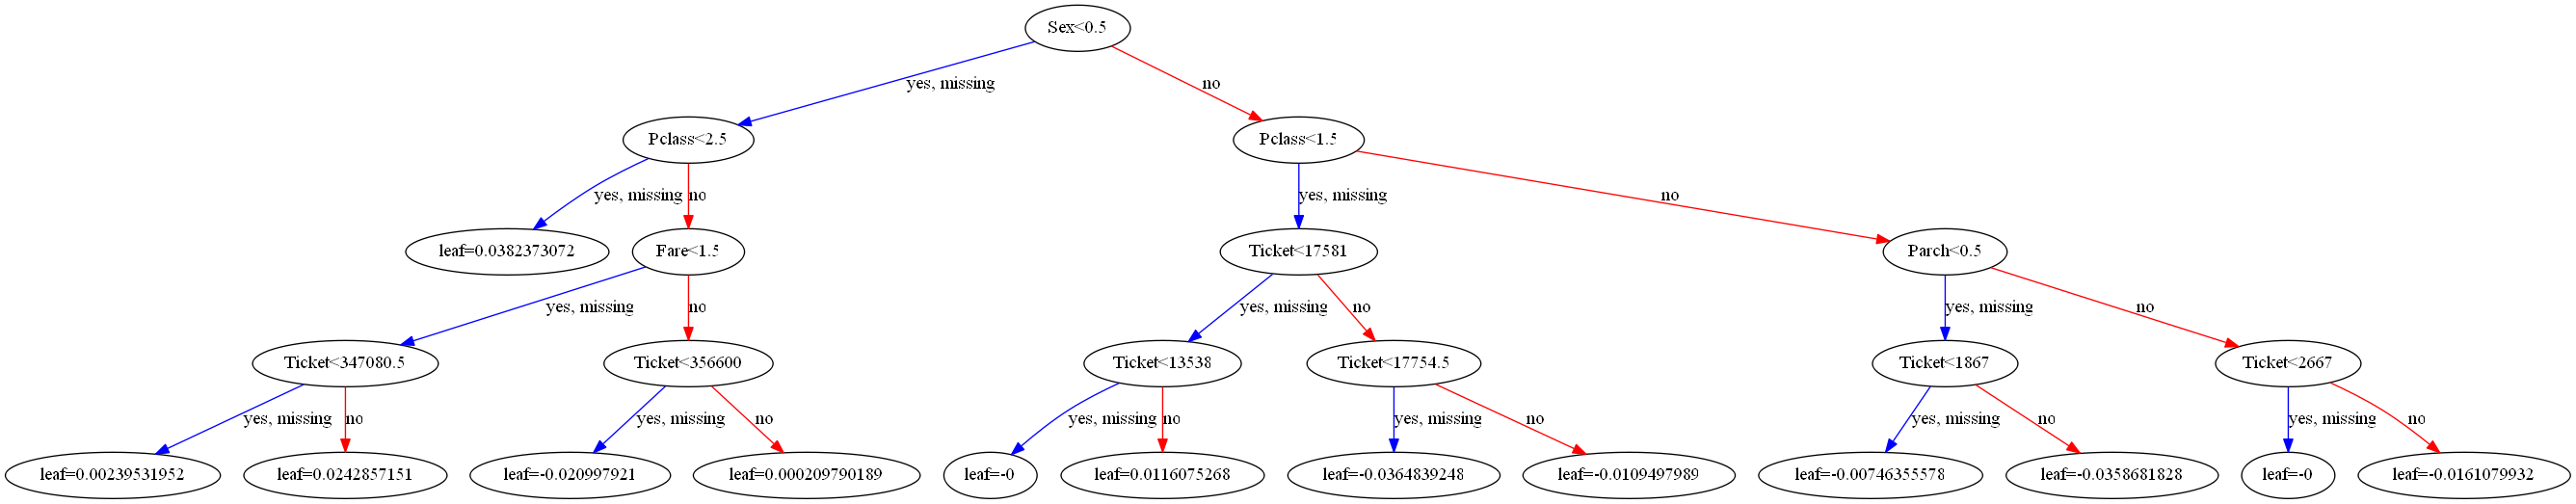 Sex<0.5
yes, missing
no
Pclass<2.5
Pclass<1.5
yes, missing
no
yes, missing
no
leaf=0.0382373072
Fare<1.5
Ticket<17581
Parch<0.5
yes, missing
no
yes, missing
no
yes, missing
no
Ticket<347080.5
Ticket<356600
Ticket<13538
Ticket<17754.5
Ticket<1867
Ticket<2667
yes, missing
no
yes, missing
no
yes, missing
no
yes, missing
no
yes, missing
no
yes, missing
no
leaf=0.00239531952
leaf=0.0242857151
leaf=-0.020997921
leaf=0.000209790189
leaf=-0
leaf=0.0116075268
leaf=-0.0364839248
leaf=-0.0109497989
leaf=-0.00746355578
leaf=-0.0358681828
leaf=-0
leaf=-0.0161079932